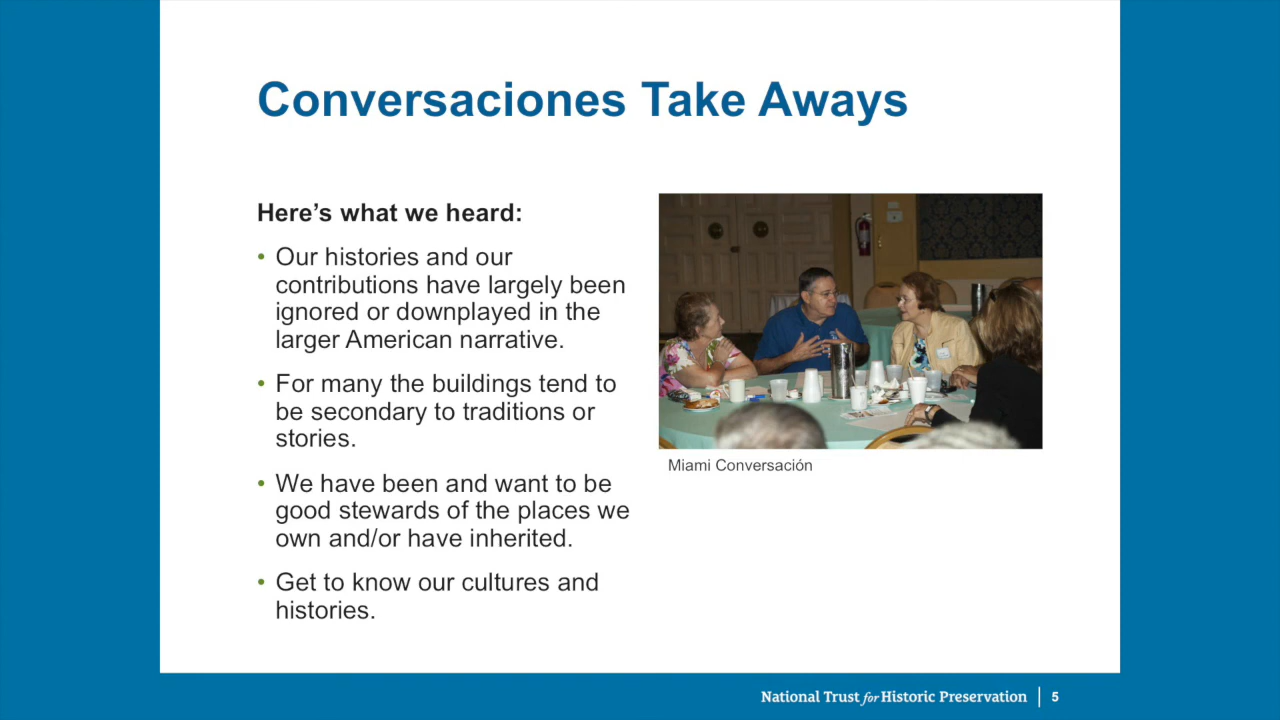 Conversaciones Take Aways
Here’s what we heard:
• Our histories and our
contributions have largely been
ignored or downplayed in the
larger American narrative.
• For many the buildings tend to
be secondary to traditions or
stories.
• We have been and want to be
good stewards of the places we
own and/or have inherited.
• Get to know our cultures and
histories.
Miami Conversación
National Trust for Historic Preservation | 5